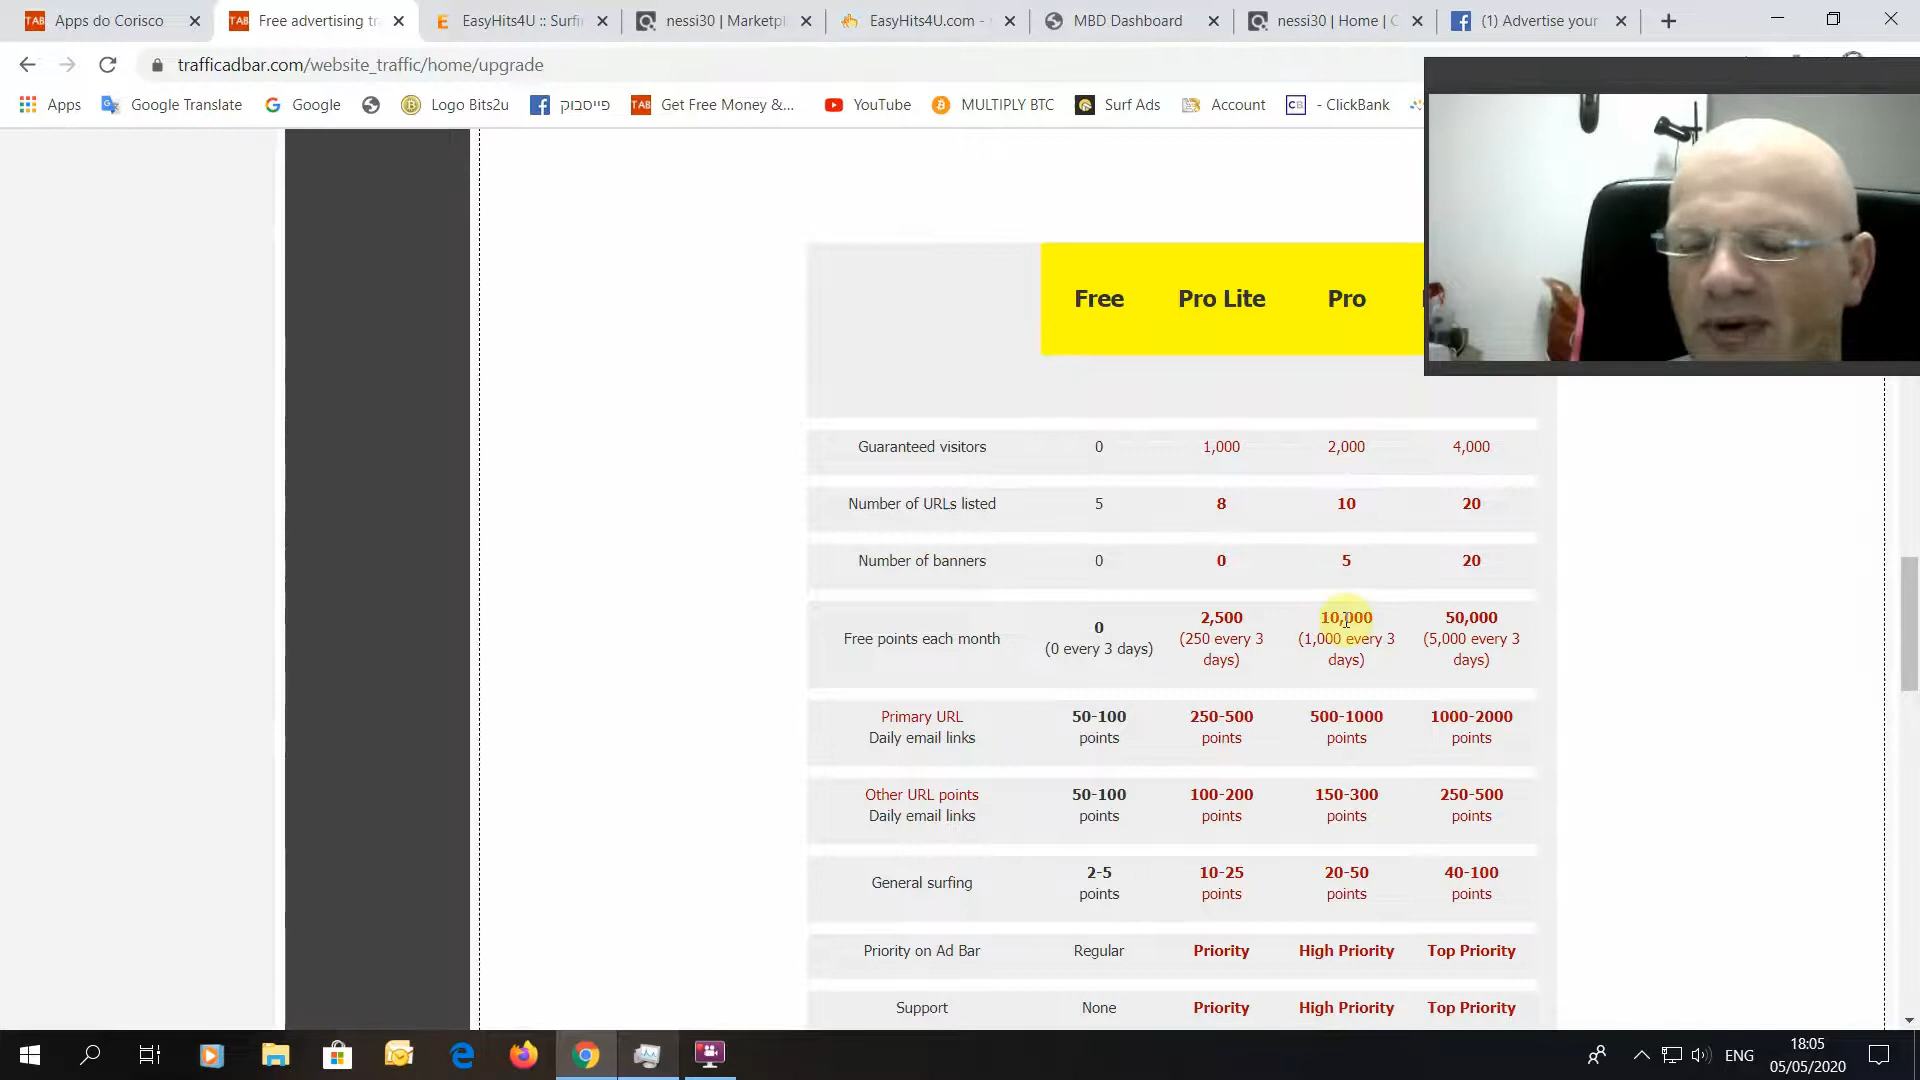 Apps do Corisco
Free advertising tr
EasyHits4U :: Surfi
nessi30 | Marketpl
EasyHits4U.com -
MBD Dashboard
nessi30 | Home | C
(1) Advertise your
trafficadbar.com/website_traffic/home/upgrade
Apps
Google Translate
Google
Logo Bits2u
פייסבוק
TAB
Get Free Money &...
YouTube
MULTIPLY BTC
Surf Ads
Account
- ClickBank
Free Pro Lite Pro
Guaranteed visitors 0 1,000 2,000 4,000
Number of URLs listed 5 8 10 20
Number of banners 0 0 5 20
Free points each month
0
(0 every 3 days)
2,500
(250 every 3
days)
10,000
(1,000 every 3
days)
50,000
(5,000 every 3
days)
Primary URL 50-100 250-500 500-1000 1000-2000
Daily email links points points points points
Other URL points 50-100 100-200 150-300 250-500
Daily email links points points points points
General surfing
2-5 10-25 20-50 40-100
points points points points
Priority on Ad Bar Regular Priority High Priority Top Priority
Support None Priority High Priority Top Priority
ENG
18:05
05/05/2020